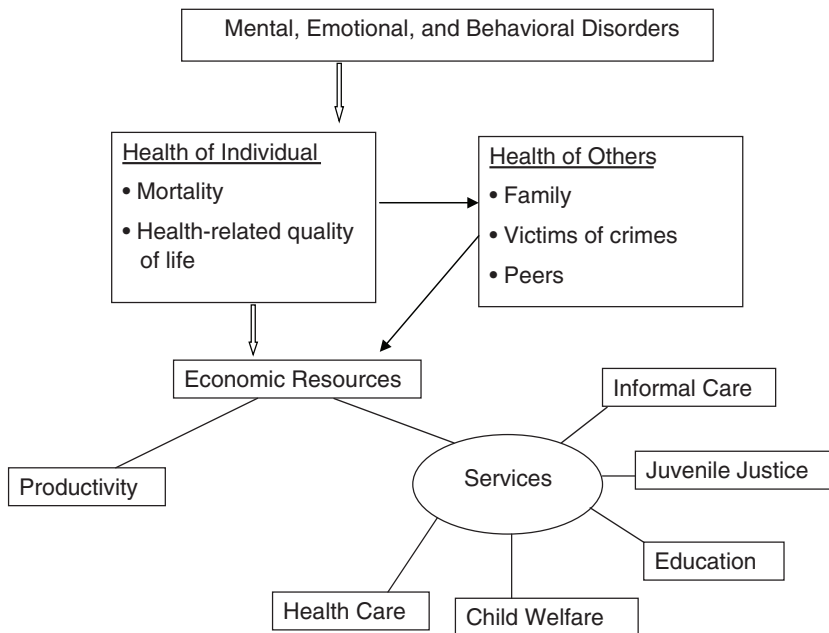 Mental, Emotional, and Behavioral Disorders
Health of Individual
• Mortality
• Health-related quality
of life
Health of Others
• Family
• Victims of crimes
• Peers
Economic Resources
Informal Care
Productivity
Services
Juvenile Justice
Education
Health Care
Child Welfare